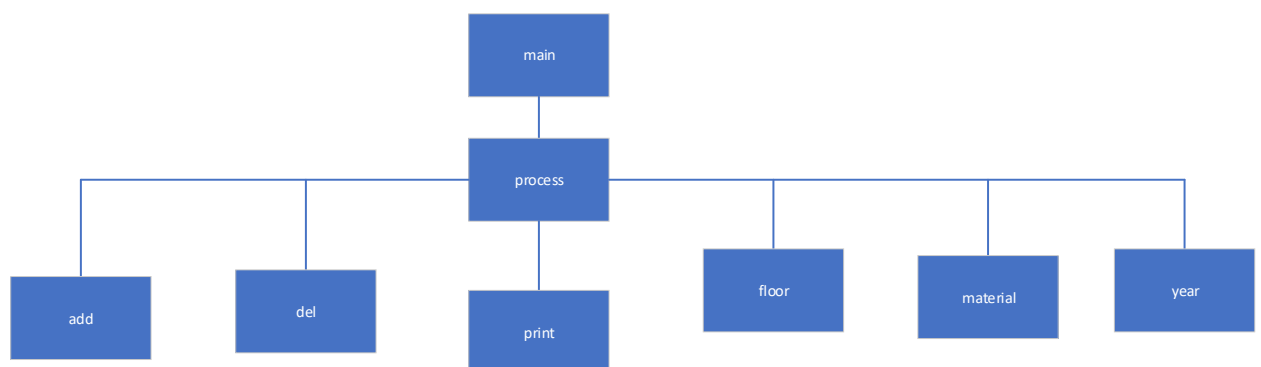 main
process
add
del
print
floor
material
year